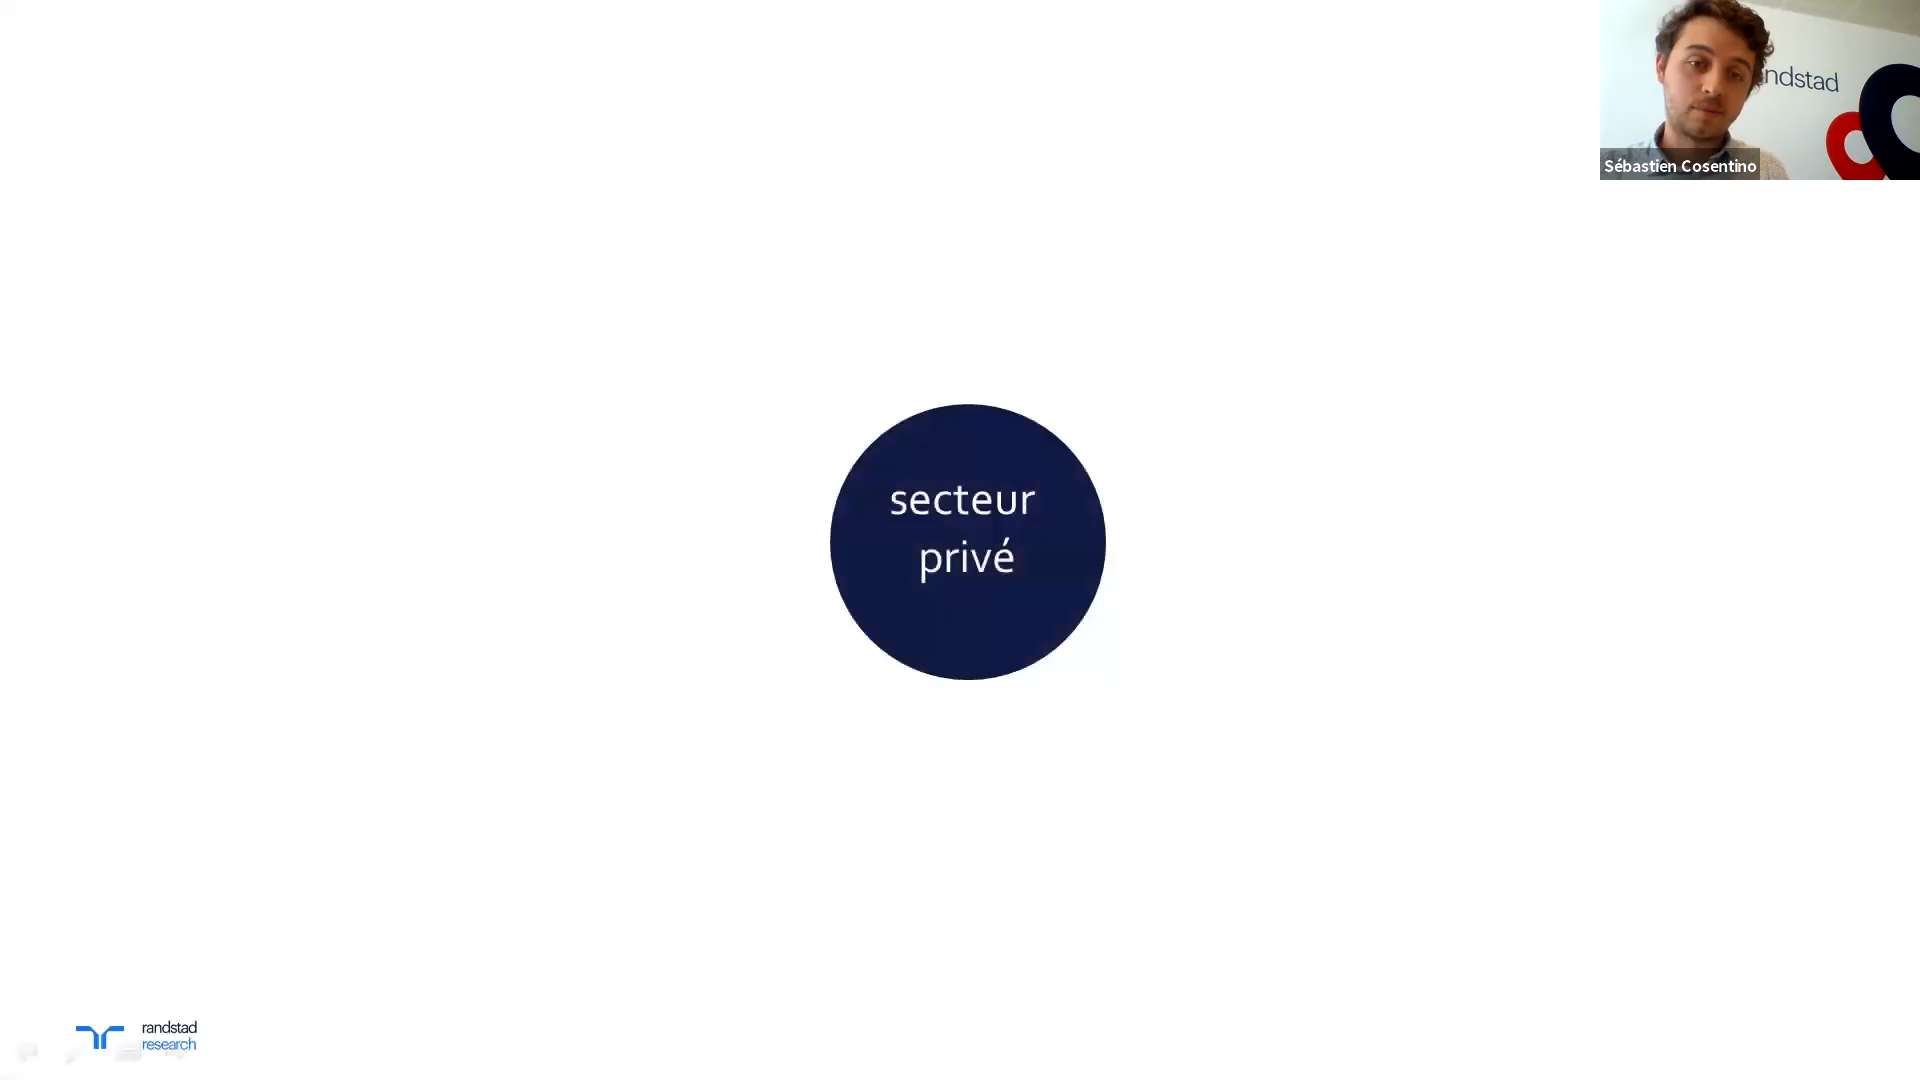 ndstad
Sébastien Cosentino
secteur
privé
randstad
research